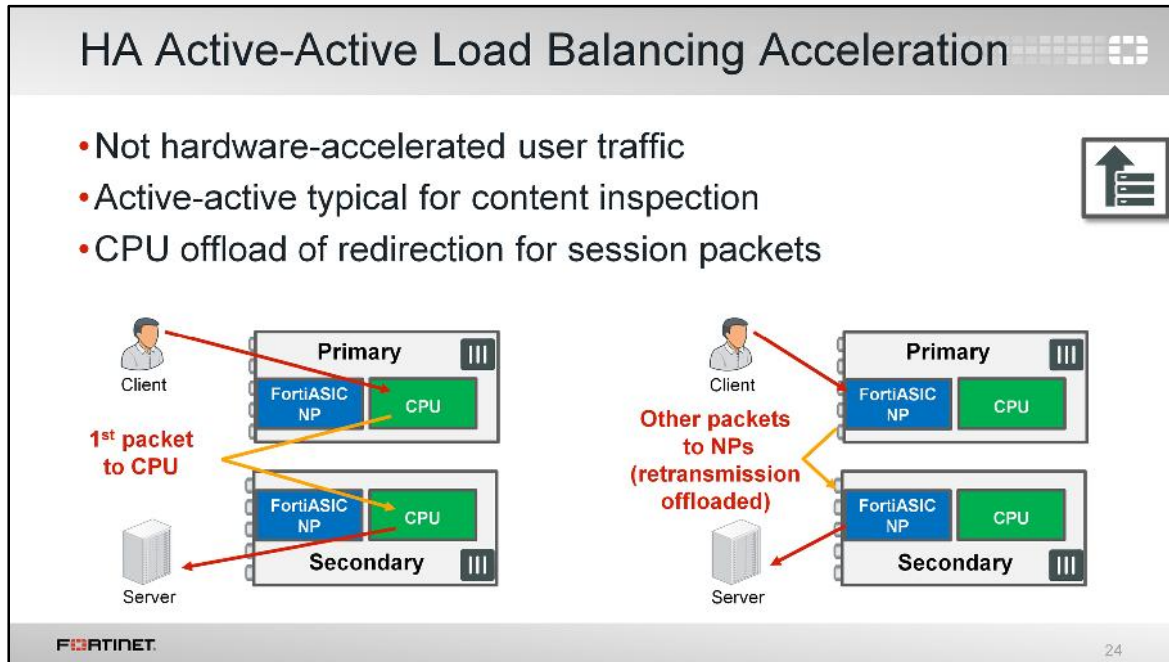 HA Active-Active Load Balancing Acceleration
•Not hardware-accelerated user traffic
•Active-active typical for content inspection
•CPU offload of redirection for session packets
Client
Primary
FortiASIC
NP
CPU
1st packet
to CPU
FortiASIC
NP
CPU
Secondary
Server
Client
Primary
FortiASIC
NP
CPU
Other packets
to NPs
(retransmission
offloaded)
FortiASIC
NP
CPU
Secondary
Server
FORTINET.
24